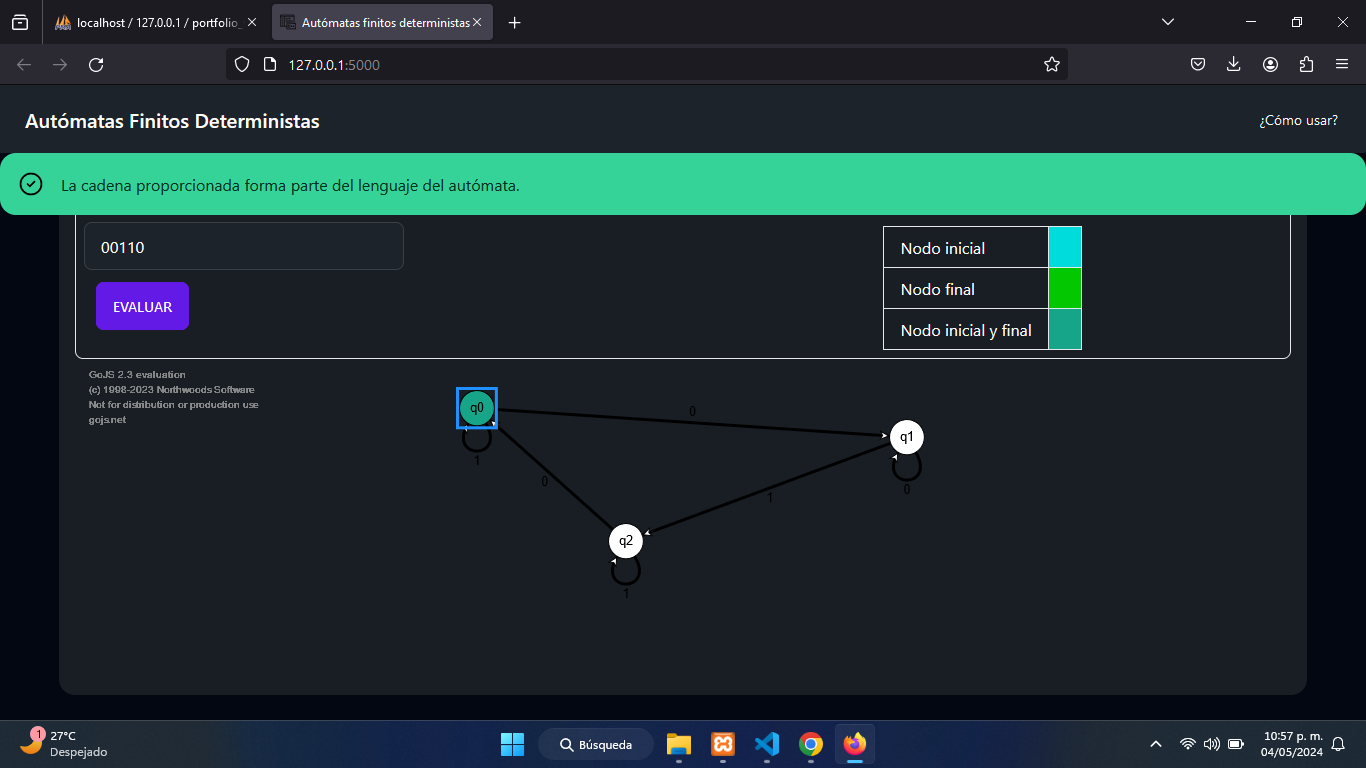 localhost / 127.0.0.1 / portfolio_
Autómatas finitos deterministas
127.0.0.1:5000
Autómatas Finitos Deterministas
¿Cómo usar?
La cadena proporcionada forma parte del lenguaje del autómata.
00110
EVALUAR
Nodo inicial
Nodo final
Nodo inicial y final
GoJS 2.3 evaluation
(c) 1998-2023 Northwoods Software
Not for distribution or production use
gojs.net
q0
0
q1
1
0
0
1
q2
1
1
27°C
Despejado
Búsqueda
10:57 p. m.
04/05/2024